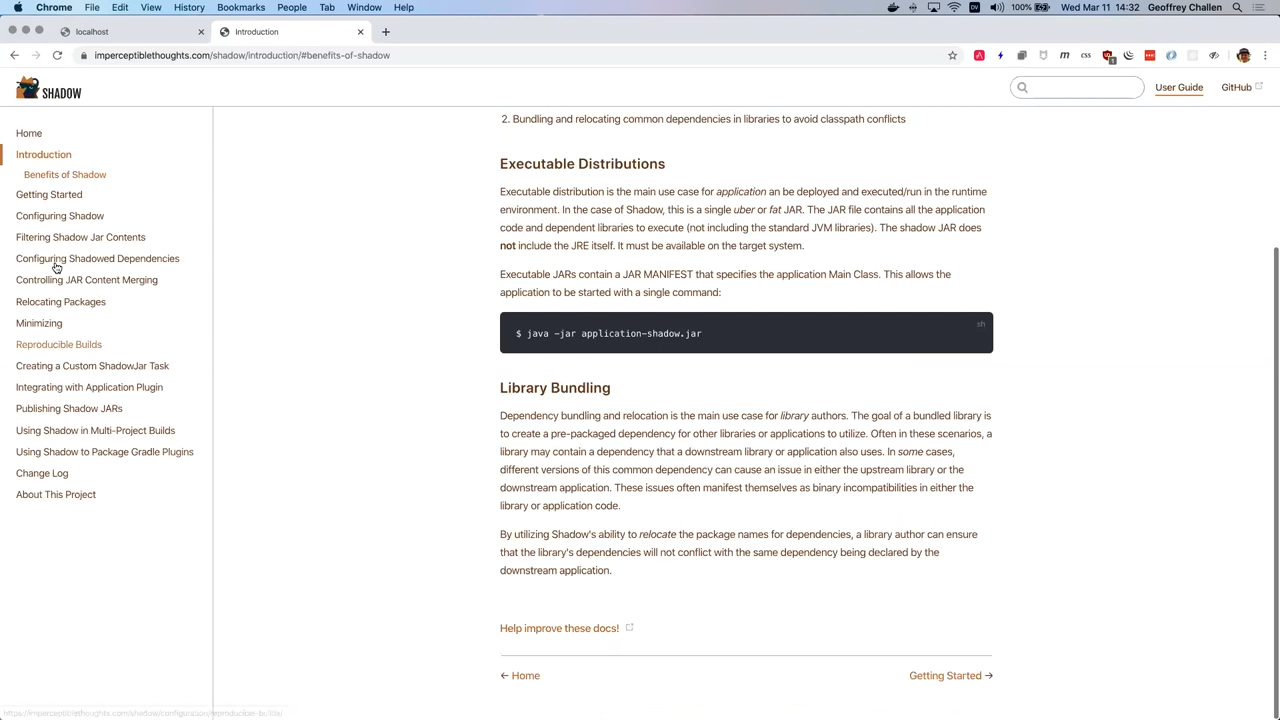 Chrome File Edit View History Bookmarks People Tab Window Help 100% Wed Mar 11 14:32 Geoffrey Challen
localhost Introduction
imperceptiblethoughts.com/shadow/introduction/#benefits-of-shadow
SHADOW
User Guide GitHub
Home
Introduction
Benefits of Shadow
Getting Started
Configuring Shadow
Filtering Shadow Jar Contents
Configuring Shadowed Dependencies
Controlling JAR Content Merging
Relocating Packages
Minimizing
Reproducible Builds
Creating a Custom ShadowJar Task
Integrating with Application Plugin
Publishing Shadow JARs
Using Shadow in Multi-Project Builds
Using Shadow to Package Gradle Plugins
Change Log
About This Project
2. Bundling and relocating common dependencies in libraries to avoid classpath conflicts
Executable Distributions
Executable distribution is the main use case for application an be deployed and executed/run in the runtime
environment. In the case of Shadow, this is a single uber or fat JAR. The JAR file contains all the application
code and dependent libraries to execute (not including the standard JVM libraries). The shadow JAR does
not include the JRE itself. It must be available on the target system.
Executable JARs contain a JAR MANIFEST that specifies the application Main Class. This allows the
application to be started with a single command:
sh
$ java -jar application-shadow.jar
Library Bundling
Dependency bundling and relocation is the main use case for library authors. The goal of a bundled library is
to create a pre-packaged dependency for other libraries or applications to utilize. Often in these scenarios, a
library may contain a dependency that a downstream library or application also uses. In some cases,
different versions of this common dependency can cause an issue in either the upstream library or the
downstream application. These issues often manifest themselves as binary incompatibilities in either the
library or application code.
By utilizing Shadow's ability to relocate the package names for dependencies, a library author can ensure
that the library's dependencies will not conflict with the same dependency being declared by the
downstream application.
Help improve these docs!
← Home
Getting Started →
https://imperceptiblethoughts.com/shadow/configuration/reproducible-builds/